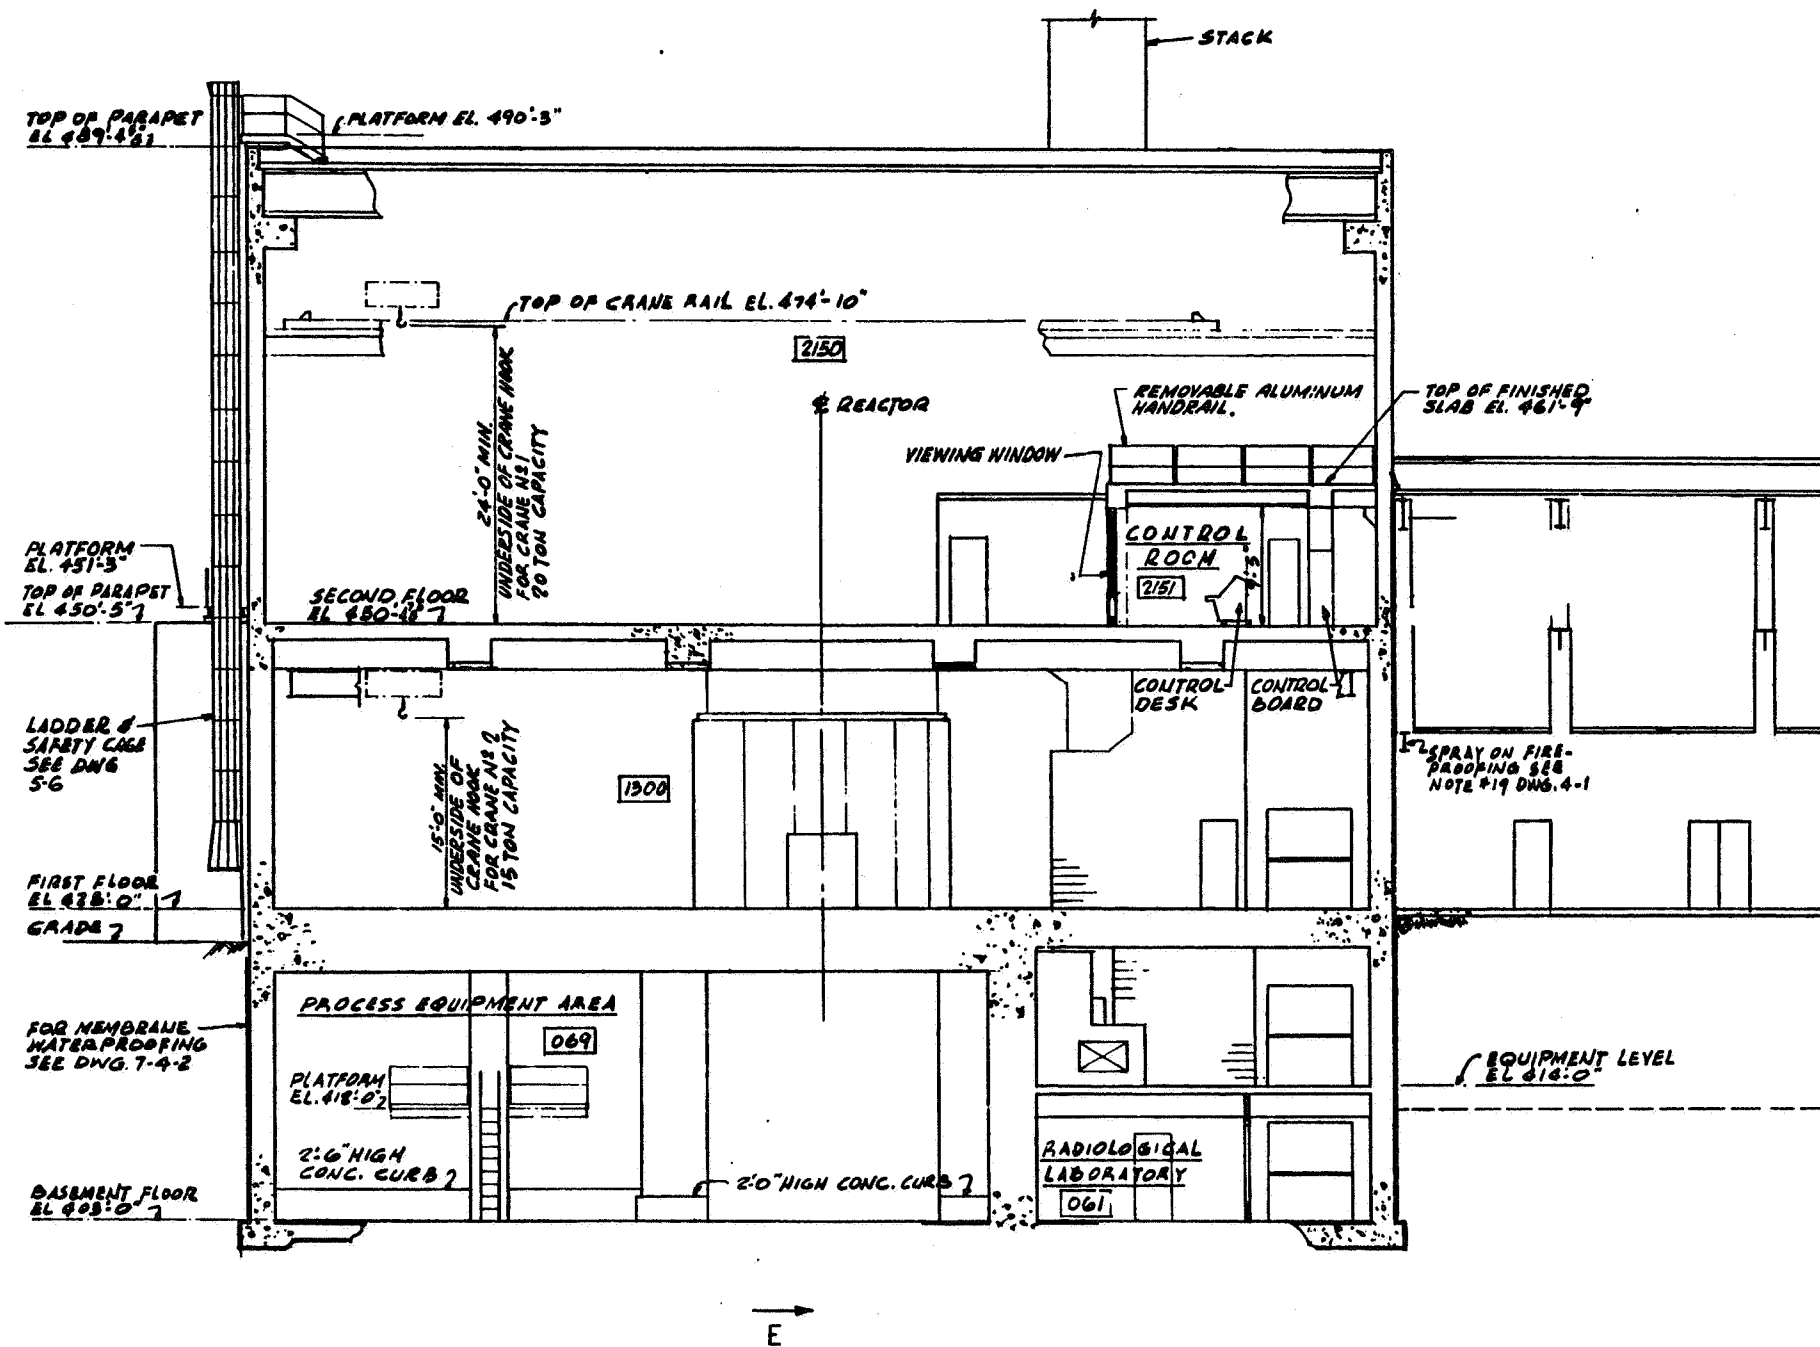 STACK
TOP OF PARAPET
PLATFORM EL. 490'-3"
TOP OF CRANE RAIL EL. 474'-10"
2150
24'-0" MIN.
UNDERSIDE OF CRANE HOOK
FOR CRANE Nº 1
20 TON CAPACITY
℄ REACTOR
REMOVABLE ALUMINUM
HANDRAIL.
TOP OF FINISHED
SLAB EL. 461'-9"
VIEWING WINDOW
CONTROL
ROOM
2151
9'-5"
PLATFORM
EL. 451'-3"
TOP OF PARAPET
EL 450'-5"
SECOND FLOOR
CONTROL
DESK
CONTROL
BOARD
LADDER &
SAFETY CAGE
SEE DWG
5-6
15'-0" MIN.
UNDERSIDE OF
CRANE HOOK
FOR CRANE Nº 2
15 TON CAPACITY
1300
SPRAY ON FIRE-
PROOFING SEE
NOTE #19 DWG. 4-1
FIRST FLOOR
EL 428'-0"
GRADE
PROCESS EQUIPMENT AREA
069
FOR MEMBRANE
WATERPROOFING
SEE DWG. 7-4-2
PLATFORM
EL. 418'-0"
EQUIPMENT LEVEL
EL 414'-0"
2'-6" HIGH
CONC. CURB
2'-0" HIGH CONC. CURB
RADIOLOGICAL
LABORATORY
061
BASEMENT FLOOR
EL 403'-0"
E